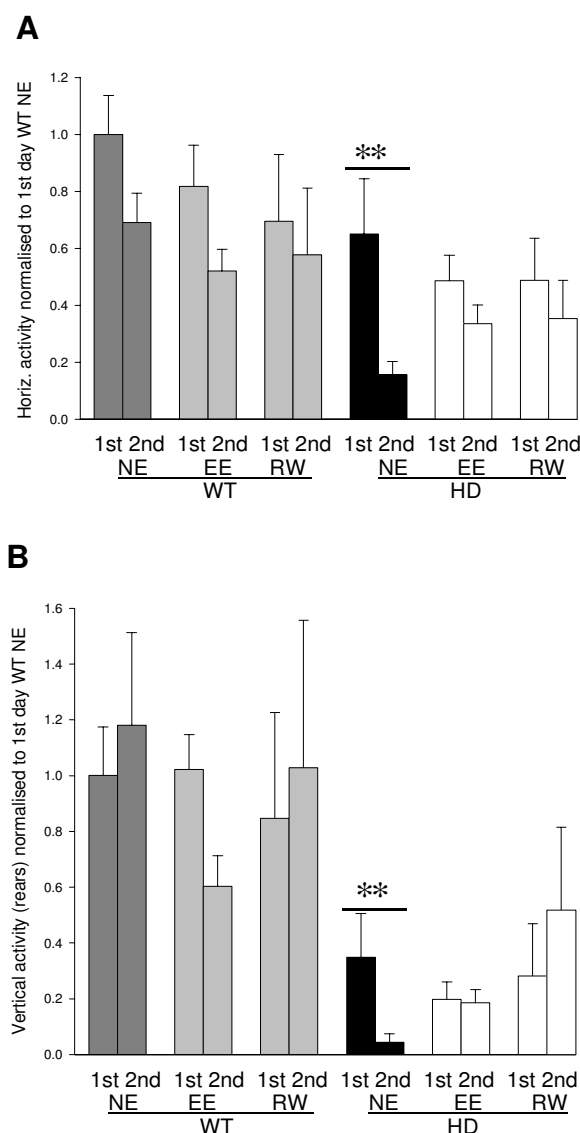 A
Horiz. activity normalised to 1st day WT NE
1.2
1.0
0.8
0.6
0.4
0.2
0.0
**
1st 2nd 1st 2nd 1st 2nd 1st 2nd 1st 2nd 1st 2nd
NE EE RW NE EE RW
WT HD
B
Vertical activity (rears) normalised to 1st day WT NE
1.6
1.4
1.2
1.0
0.8
0.6
0.4
0.2
0.0
**
1st 2nd 1st 2nd 1st 2nd 1st 2nd 1st 2nd 1st 2nd
NE EE RW NE EE RW
WT HD